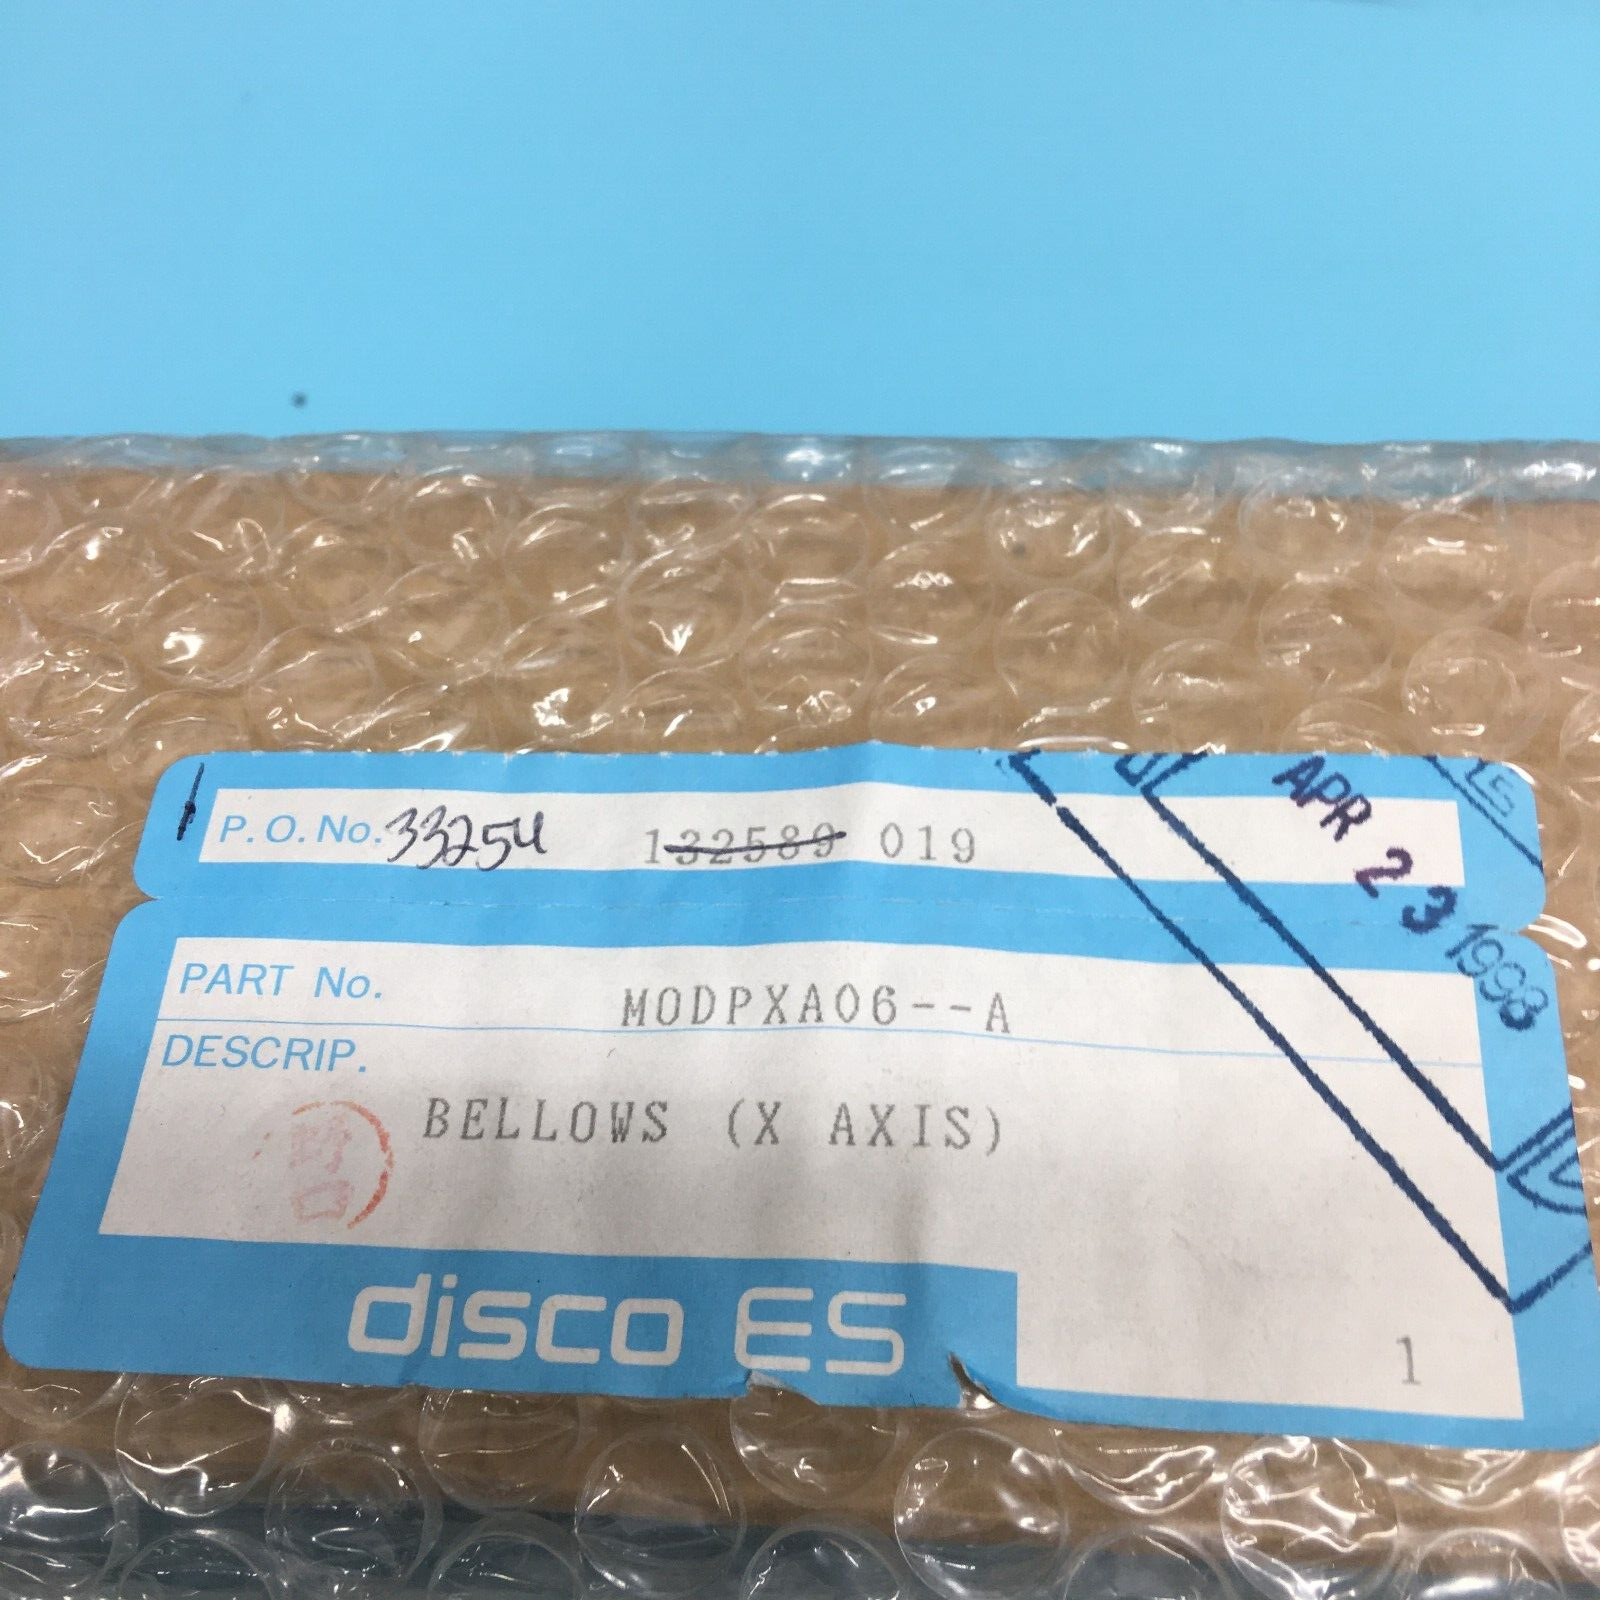 P.O.No. 33254 132589 019
APR 23 1998
PART No. MODPXA06--A
DESCRIP.
BELLOWS (X AXIS)
disco ES
1